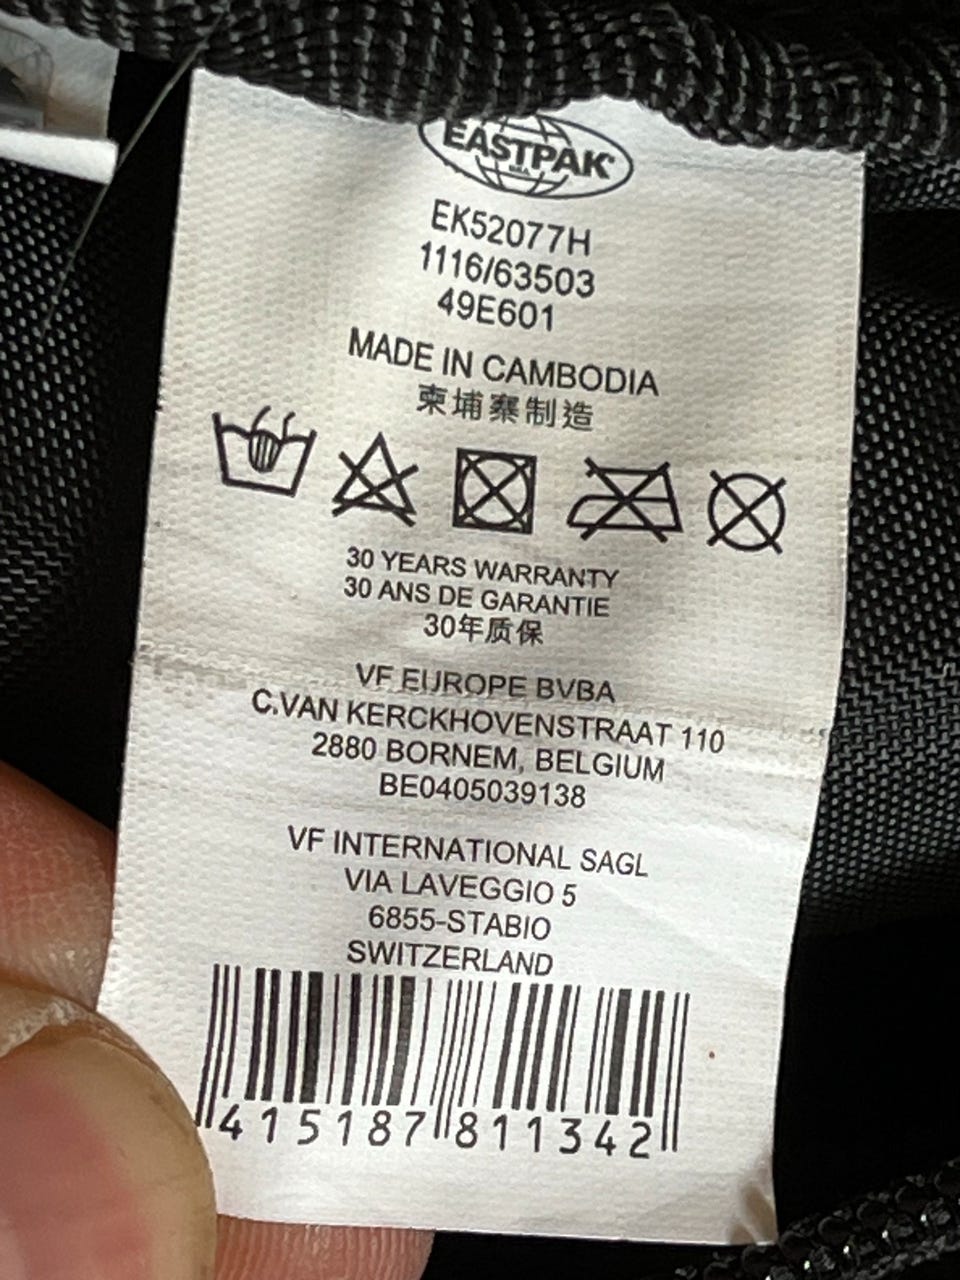 EASTPAK®
USA
EK52077H
1116/63503
49E601
MADE IN CAMBODIA
柬埔寨制造
30 YEARS WARRANTY
30 ANS DE GARANTIE
30年质保
VF EUROPE BVBA
C.VAN KERCKHOVENSTRAAT 110
2880 BORNEM, BELGIUM
BE0405039138
VF INTERNATIONAL SAGL
VIA LAVEGGIO 5
6855-STABIO
SWITZERLAND
415187 811342